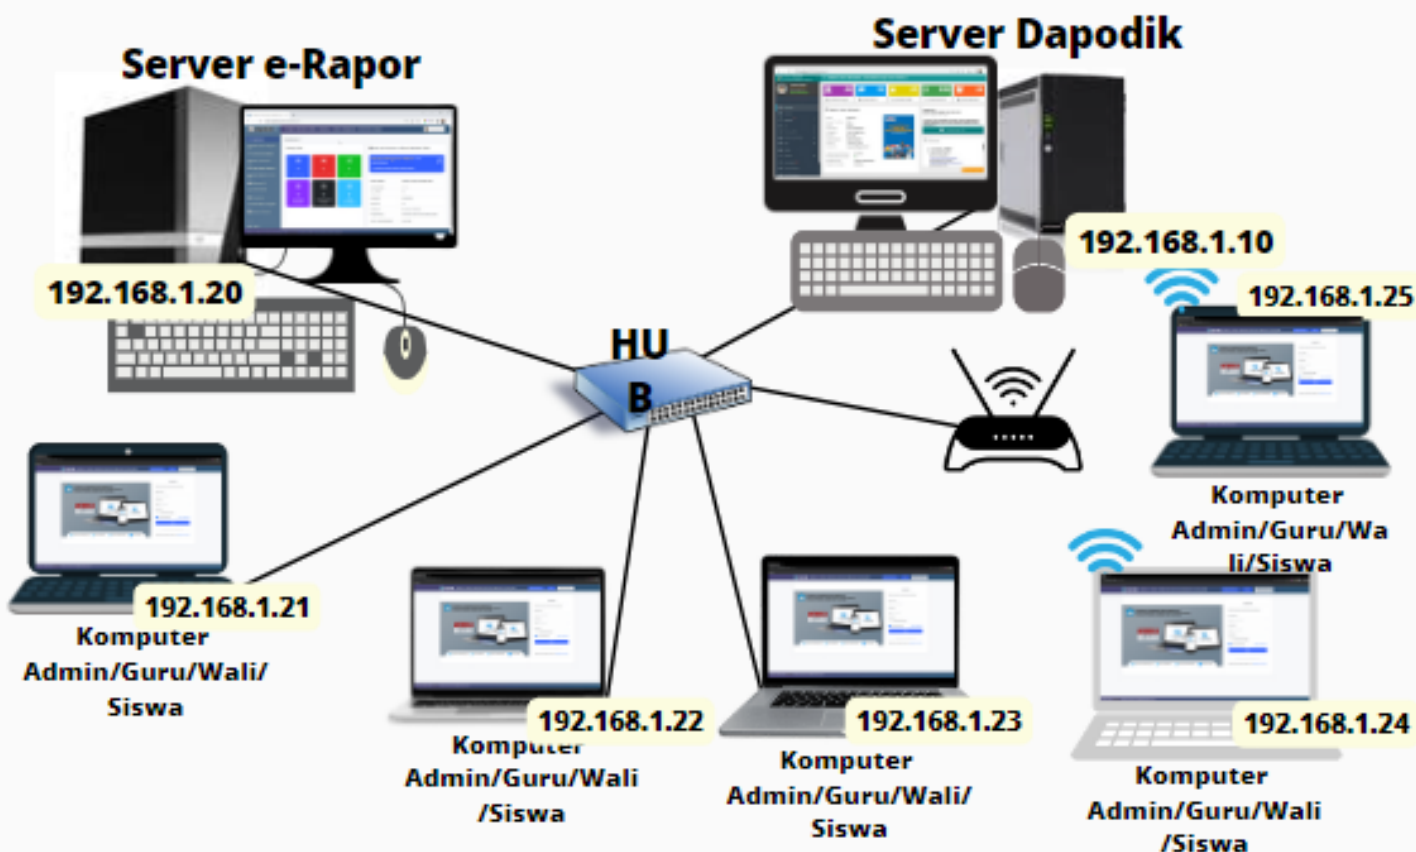 Server e-Rapor
Server Dapodik
192.168.1.20
192.168.1.10
192.168.1.25
HU
B
Komputer
Admin/Guru/Wa
li/Siswa
192.168.1.21
Komputer
Admin/Guru/Wali/
Siswa
192.168.1.22
Komputer
Admin/Guru/Wali
/Siswa
192.168.1.23
Komputer
Admin/Guru/Wali/
Siswa
192.168.1.24
Komputer
Admin/Guru/Wali
/Siswa